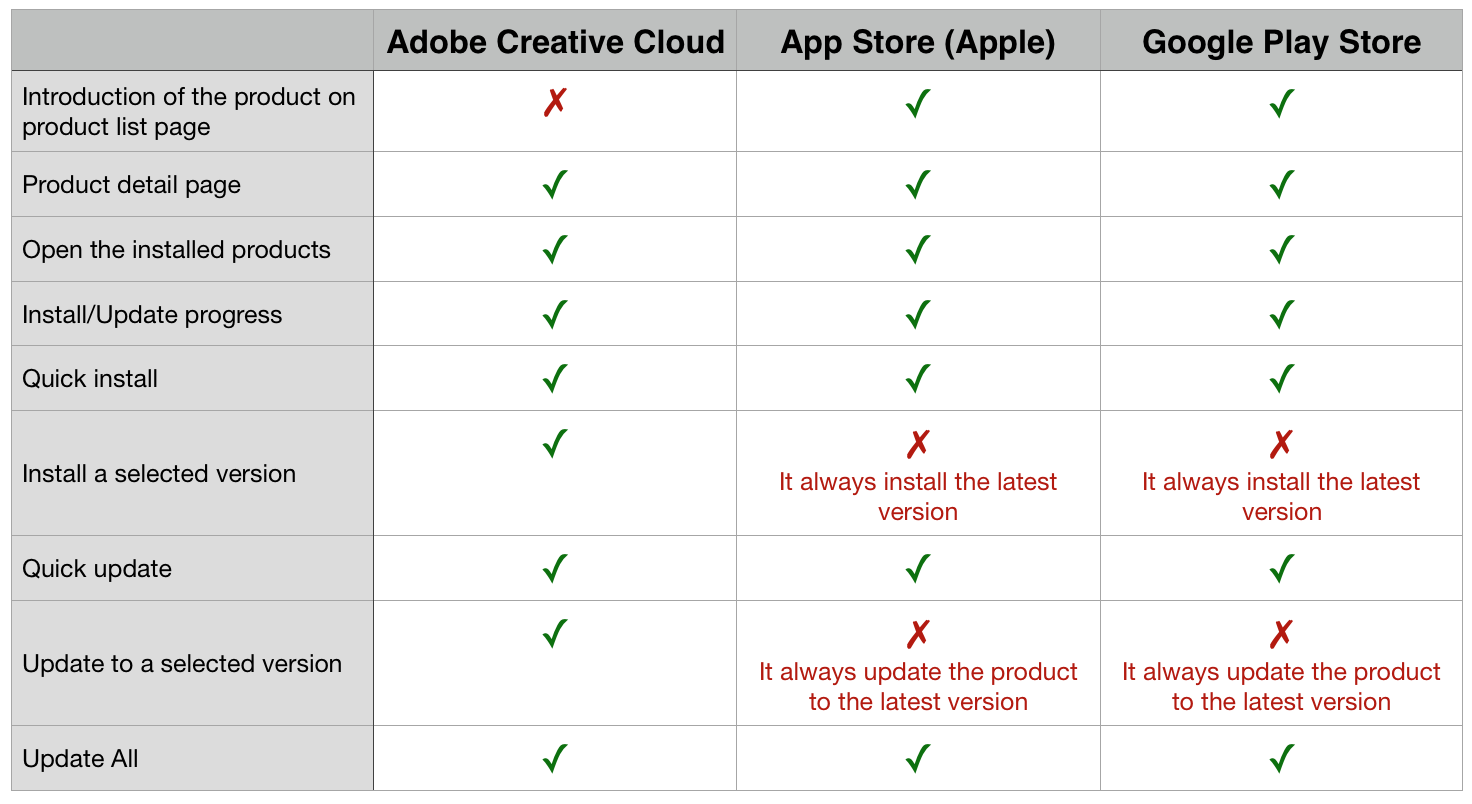 Adobe Creative Cloud App Store (Apple) Google Play Store
Introduction of the product on
product list page
✗ ✓ ✓
Product detail page ✓ ✓ ✓
Open the installed products ✓ ✓ ✓
Install/Update progress ✓ ✓ ✓
Quick install ✓ ✓ ✓
Install a selected version
✓ ✗ ✗
It always install the latest
version
It always install the latest
version
Quick update ✓ ✓ ✓
Update to a selected version
✓ ✗ ✗
It always update the product
to the latest version
It always update the product
to the latest version
Update All ✓ ✓ ✓